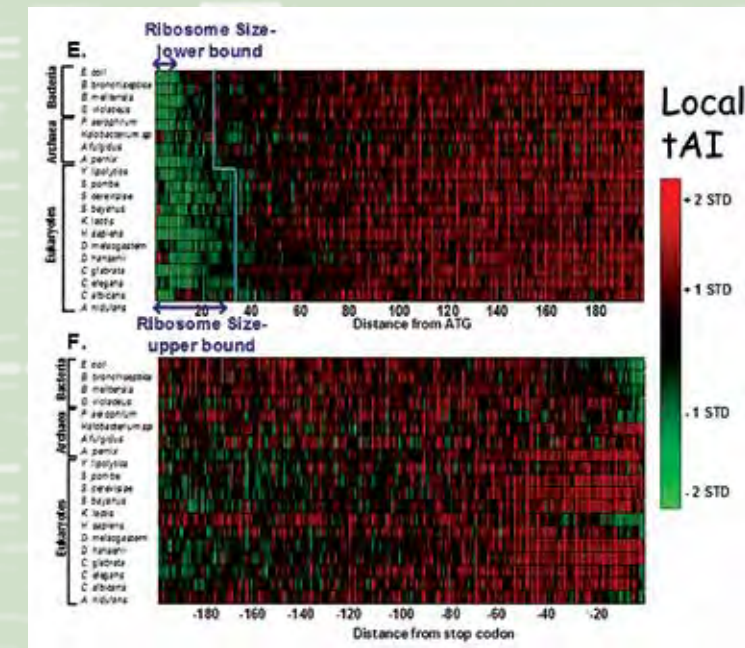 Ribosome Size-
lower bound
E.
Bacteria
Archaea
Eukaryotes
E. coli
B. bronchiseptica
B. melitensis
G. violaceus
P. aerophilum
Halobacterium sp
A. fulgidus
A. pernix
Y. lipolytica
S. pombe
S. cerevisiae
S. bayanus
K. lactis
H. sapiens
D. melanogaster
D. hansenii
C. glabrata
C. elegans
C. albicans
A. nidulans
20 40 60 80 100 120 140 160 180
Distance from ATG
Ribosome Size-
upper bound
Local
tAI
+ 2 STD
+ 1 STD
- 1 STD
- 2 STD
F.
Bacteria
Archaea
Eukaryotes
E. coli
B. bronchiseptica
B. melitensis
G. violaceus
P. aerophilum
Halobacterium sp
A. fulgidus
A. pernix
Y. lipolytica
S. pombe
S. cerevisiae
S. bayanus
K. lactis
H. sapiens
D. melanogaster
D. hansenii
C. glabrata
C. elegans
C. albicans
A. nidulans
-180 -160 -140 -120 -100 -80 -60 -40 -20
Distance from stop codon